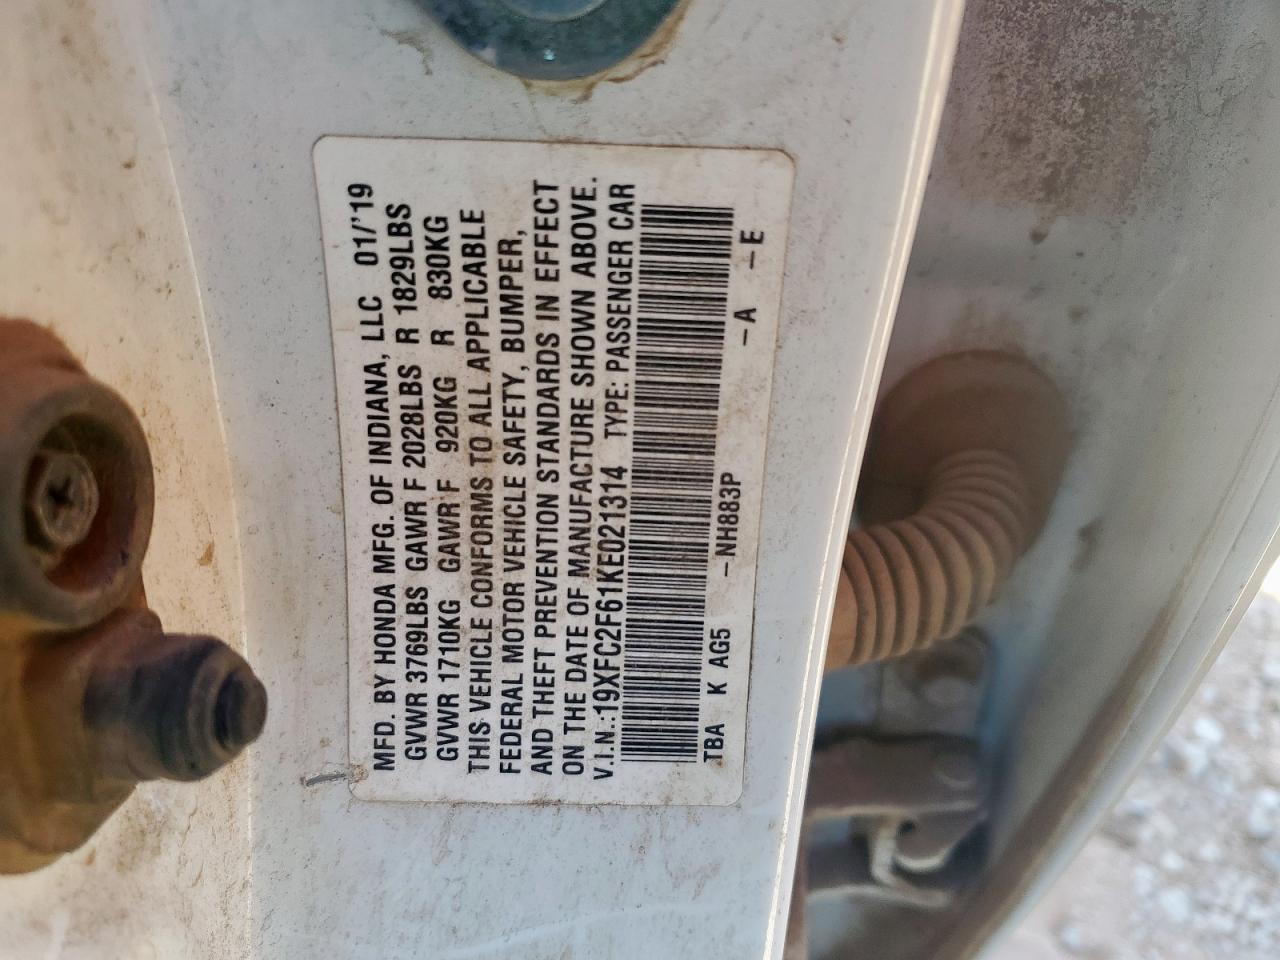 MFD. BY HONDA MFG. OF INDIANA, LLC 01/'19
GVWR 3769LBS GAWR F 2028LBS R 1829LBS
GVWR 1710KG GAWR F 920KG R 830KG
THIS VEHICLE CONFORMS TO ALL APPLICABLE
FEDERAL MOTOR VEHICLE SAFETY, BUMPER,
AND THEFT PREVENTION STANDARDS IN EFFECT
ON THE DATE OF MANUFACTURE SHOWN ABOVE.
V.I.N.:19XFC2F61KE021314 TYPE: PASSENGER CAR
TBA K AG5 –NH883P –A –E